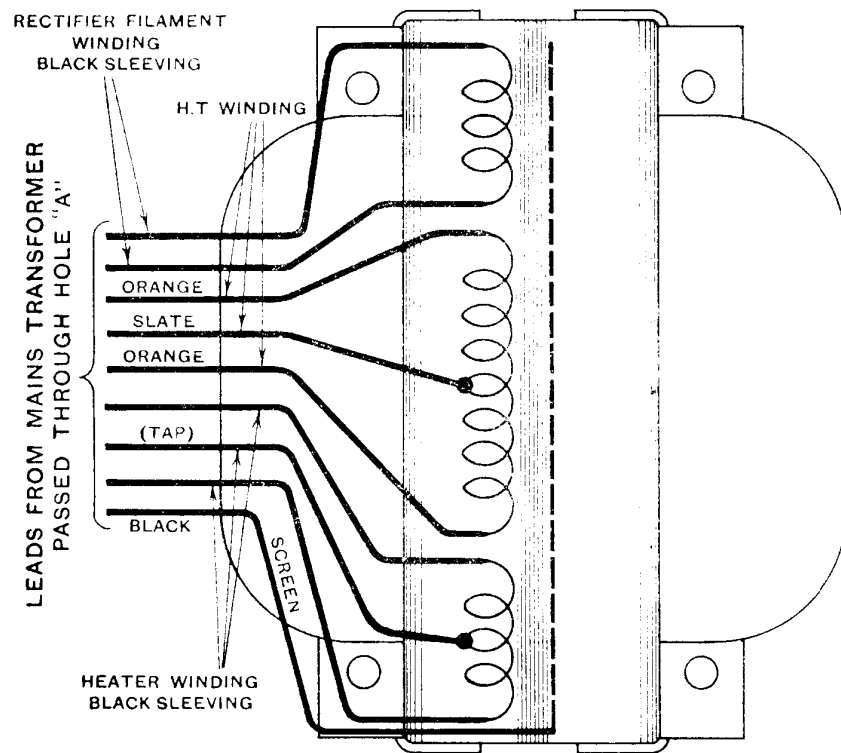 RECTIFIER FILAMENT
WINDING
BLACK SLEEVING
H.T WINDING
LEADS FROM MAINS TRANSFORMER
PASSED THROUGH HOLE "A"
ORANGE
SLATE
ORANGE
(TAP)
BLACK
SCREEN
HEATER WINDING
BLACK SLEEVING